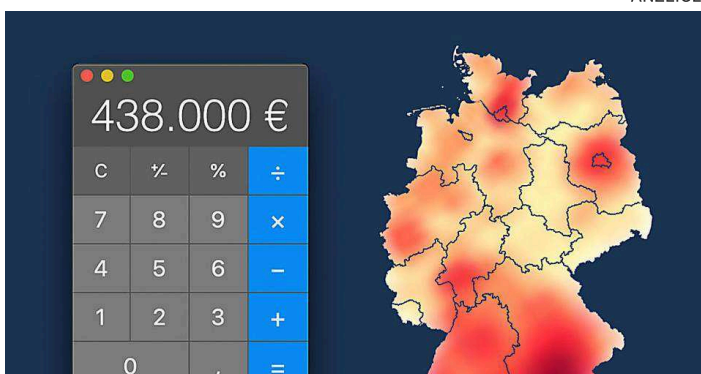 ANZEIGE
438.000 €
C +/- % ÷
7 8 9 ×
4 5 6 −
1 2 3 +
0 , =